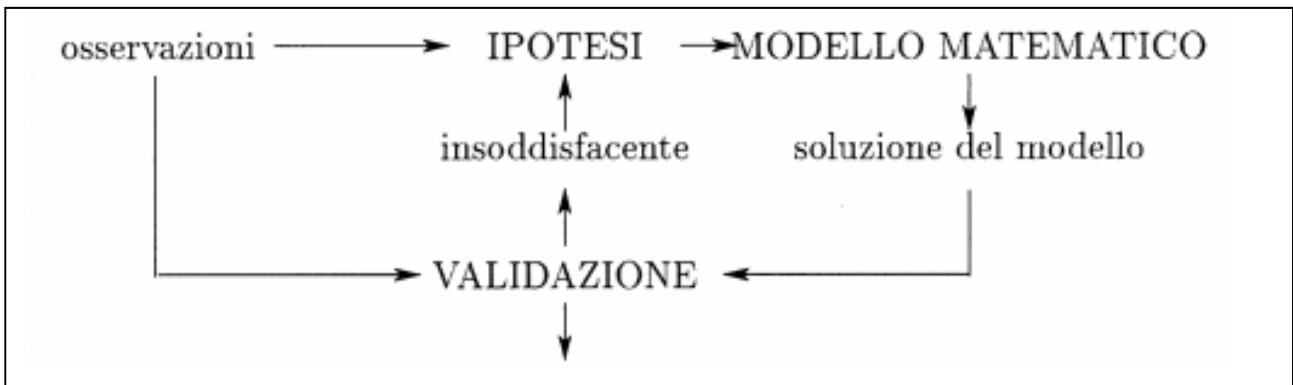 osservazioni IPOTESI MODELLO MATEMATICO
insoddisfacente soluzione del modello
VALIDAZIONE